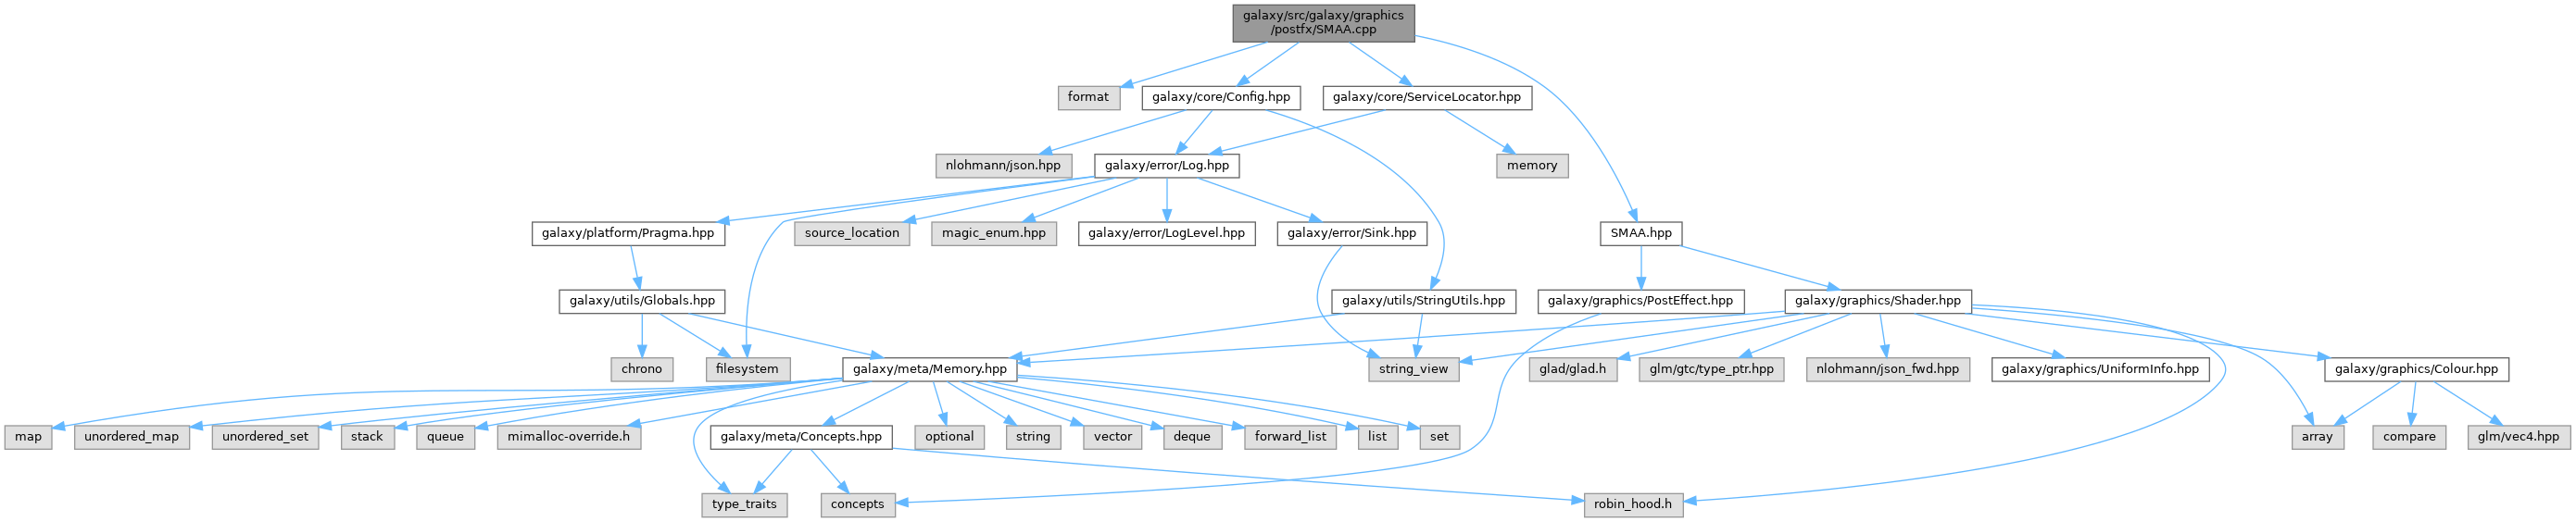 galaxy/src/galaxy/graphics
/postfx/SMAA.cpp
format
galaxy/core/Config.hpp
galaxy/core/ServiceLocator.hpp
nlohmann/json.hpp
galaxy/error/Log.hpp
memory
galaxy/platform/Pragma.hpp
source_location
magic_enum.hpp
galaxy/error/LogLevel.hpp
galaxy/error/Sink.hpp
SMAA.hpp
galaxy/utils/Globals.hpp
galaxy/utils/StringUtils.hpp
galaxy/graphics/PostEffect.hpp
galaxy/graphics/Shader.hpp
chrono
filesystem
galaxy/meta/Memory.hpp
string_view
glad/glad.h
glm/gtc/type_ptr.hpp
nlohmann/json_fwd.hpp
galaxy/graphics/UniformInfo.hpp
galaxy/graphics/Colour.hpp
map
unordered_map
unordered_set
stack
queue
mimalloc-override.h
galaxy/meta/Concepts.hpp
optional
string
vector
deque
forward_list
list
set
array
compare
glm/vec4.hpp
type_traits
concepts
robin_hood.h